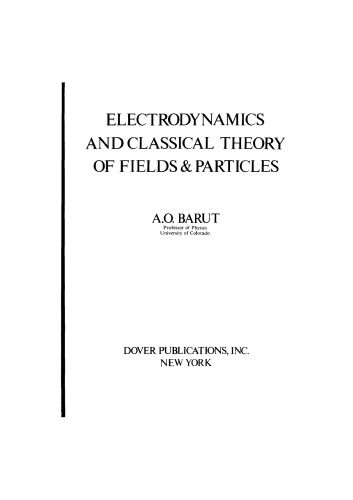 ELECTRODYNAMICS
AND CLASSICAL THEORY
OF FIELDS & PARTICLES
A.O. BARUT
Professor of Physics
University of Colorado
DOVER PUBLICATIONS, INC.
NEW YORK